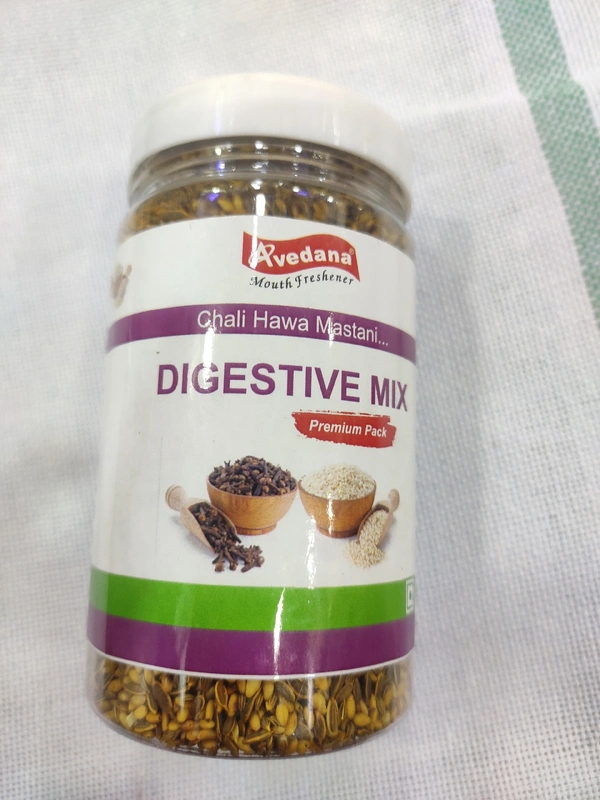 Avedana®
Mouth Freshener
Chali Hawa Mastani...
DIGESTIVE MIX
Premium Pack